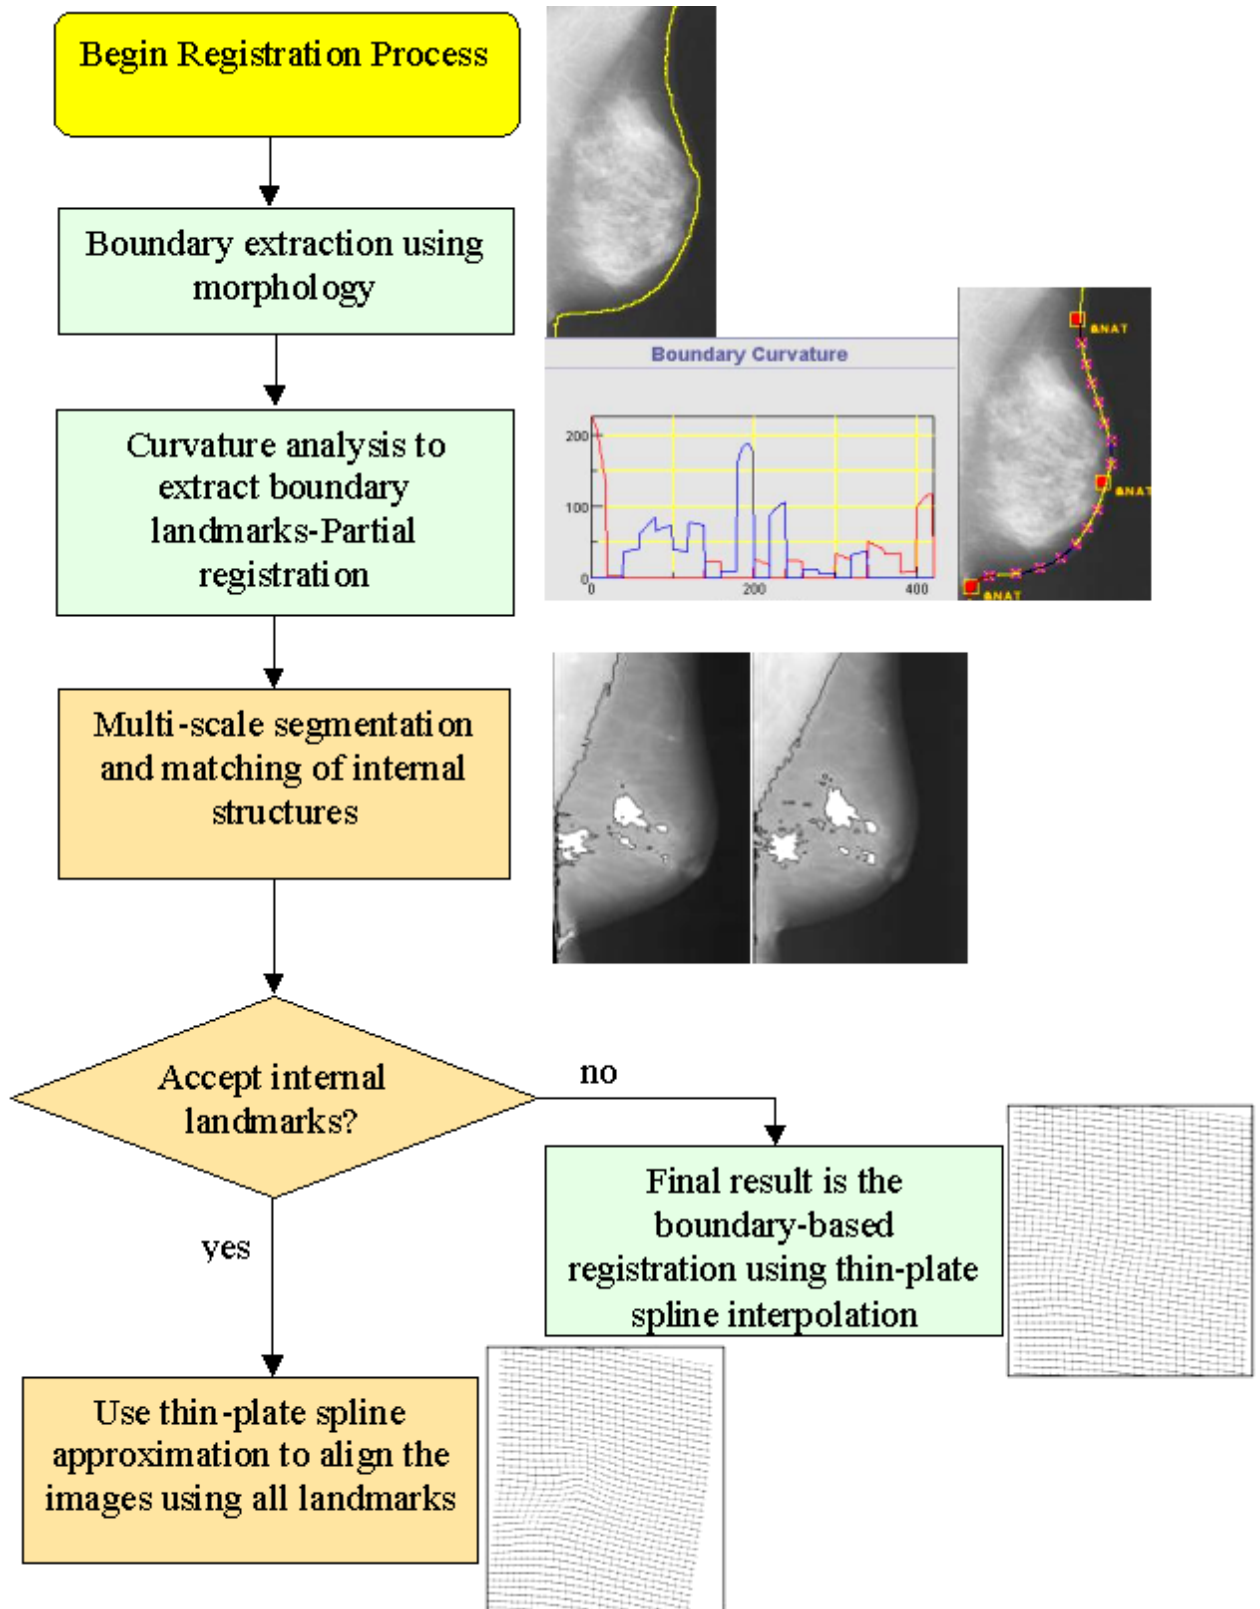 Begin Registration Process
Boundary extraction using
morphology
Boundary Curvature
200
100
0
0
200
400
&NAT
&NAT
&NAT
Curvature analysis to
extract boundary
landmarks-Partial
registration
Multi-scale segmentation
and matching of internal
structures
Accept internal
landmarks?
no
yes
Final result is the
boundary-based
registration using thin-plate
spline interpolation
Use thin-plate spline
approximation to align the
images using all landmarks